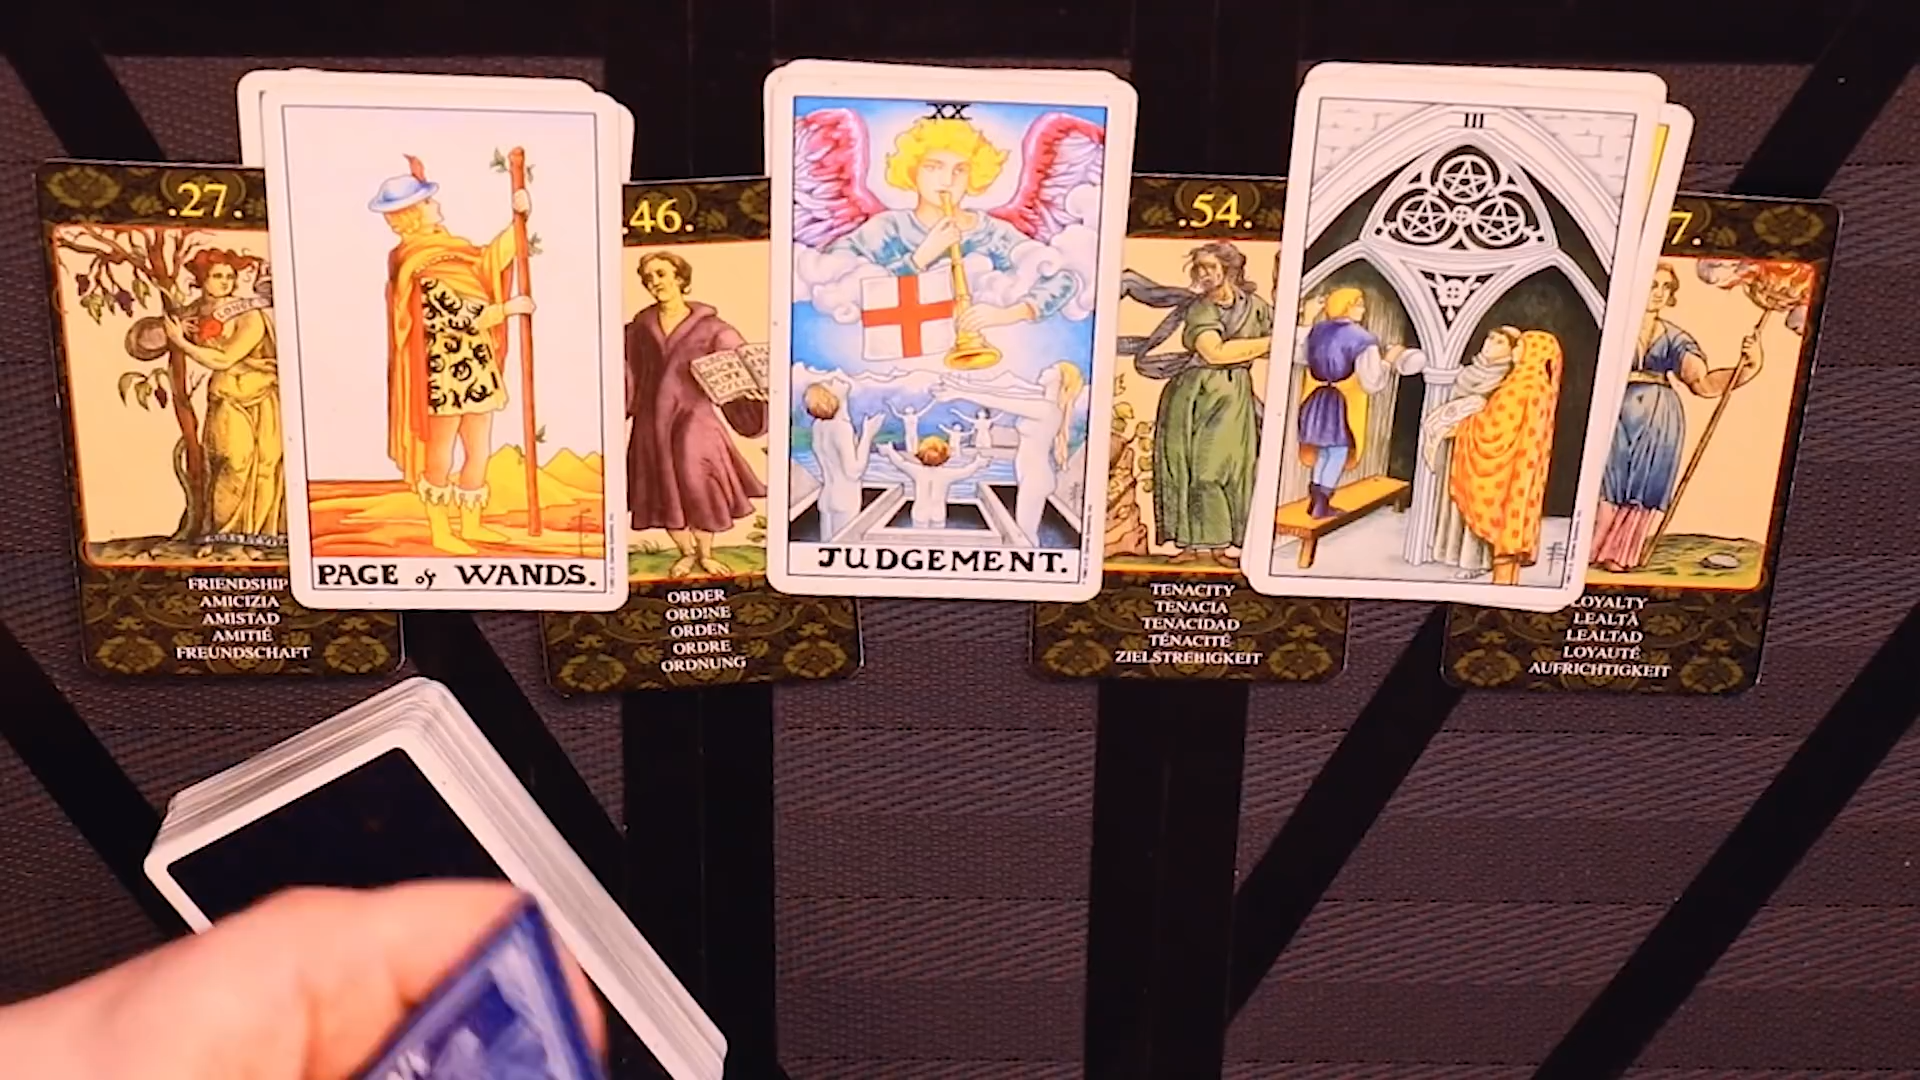 .27.
FRIENDSHIP
AMICIZIA
AMISTAD
AMITIÉ
FREUNDSCHAFT
PAGE of WANDS.
.46.
ORDER
ORDINE
ORDEN
ORDRE
ORDNUNG
XX
JUDGEMENT.
.54.
TENACITY
TENACIA
TENACIDAD
TÉNACITÉ
ZIELSTREBIGKEIT
III
7.
LOYALTY
LEALTÀ
LEALTAD
LOYAUTÉ
AUFRICHTIGKEIT